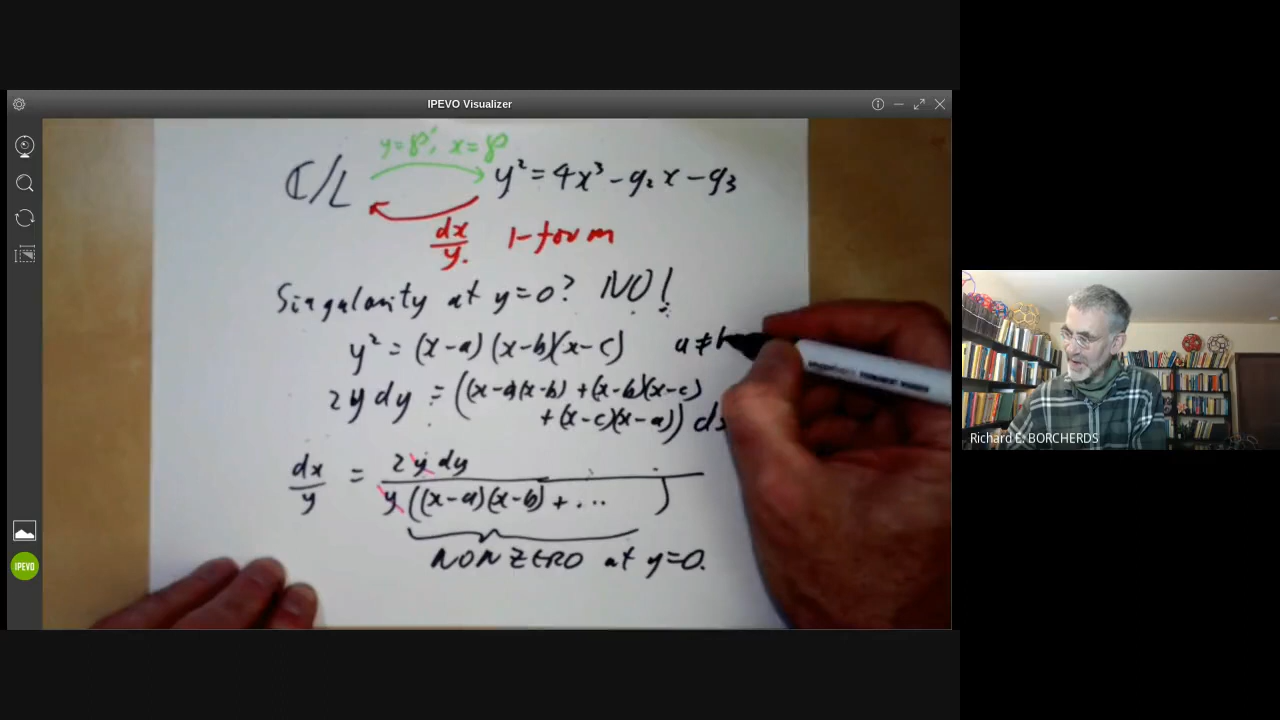 IPEVO Visualizer
y=℘', x=℘
ℂ/L y² = 4x³ - g₂x - g₃
dx/y. 1-form
Singularity at y=0? NO!
y² = (x-a)(x-b)(x-c) a≠b
2y dy = ((x-a)(x-b) + (x-b)(x-c)
+ (x-c)(x-a)) dx
dx/y = 2y dy / y((x-a)(x-b) + ... )
NONZERO at y=0.
Richard E. BORCHERDS
IPEVO